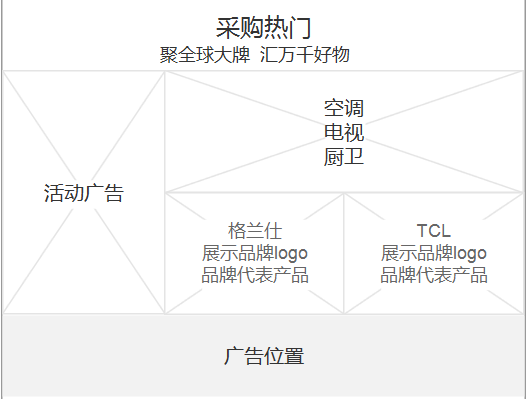 采购热门
聚全球大牌 汇万千好物
活动广告
空调
电视
厨卫
格兰仕
展示品牌logo
品牌代表产品
TCL
展示品牌logo
品牌代表产品
广告位置